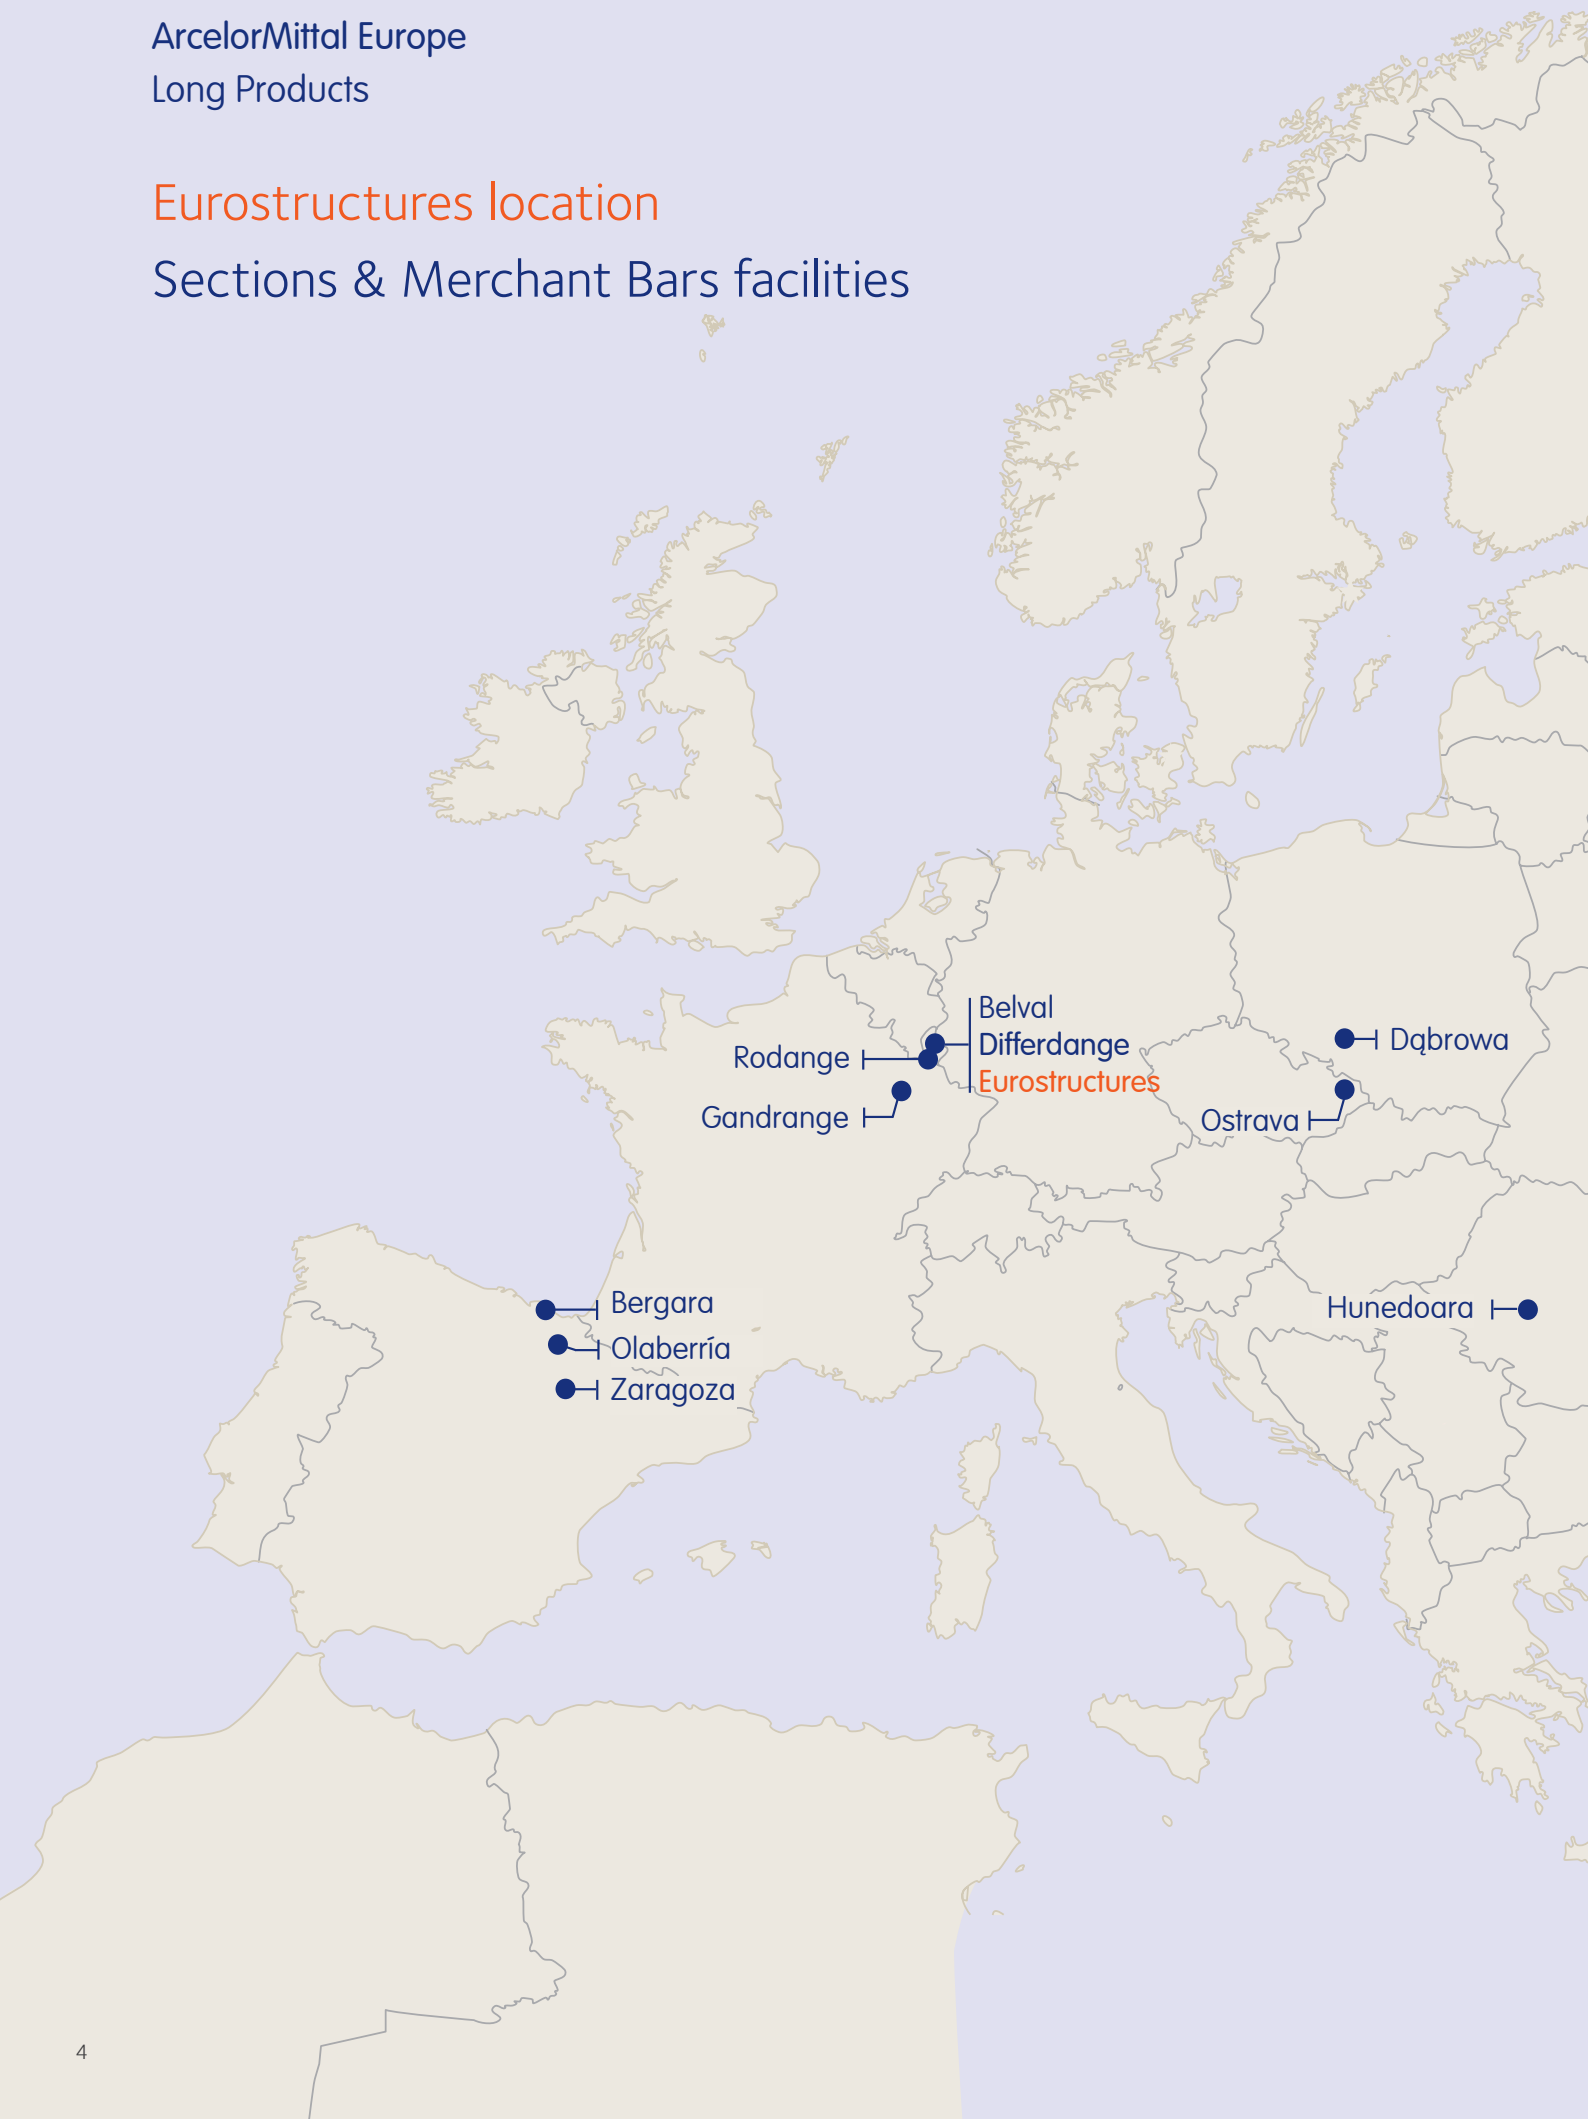 ArcelorMittal Europe
Long Products
Eurostructures location
Sections & Merchant Bars facilities
Belval
Differdange
Eurostructures
Rodange
Gandrange
Dąbrowa
Ostrava
Bergara
Olaberría
Zaragoza
Hunedoara
4